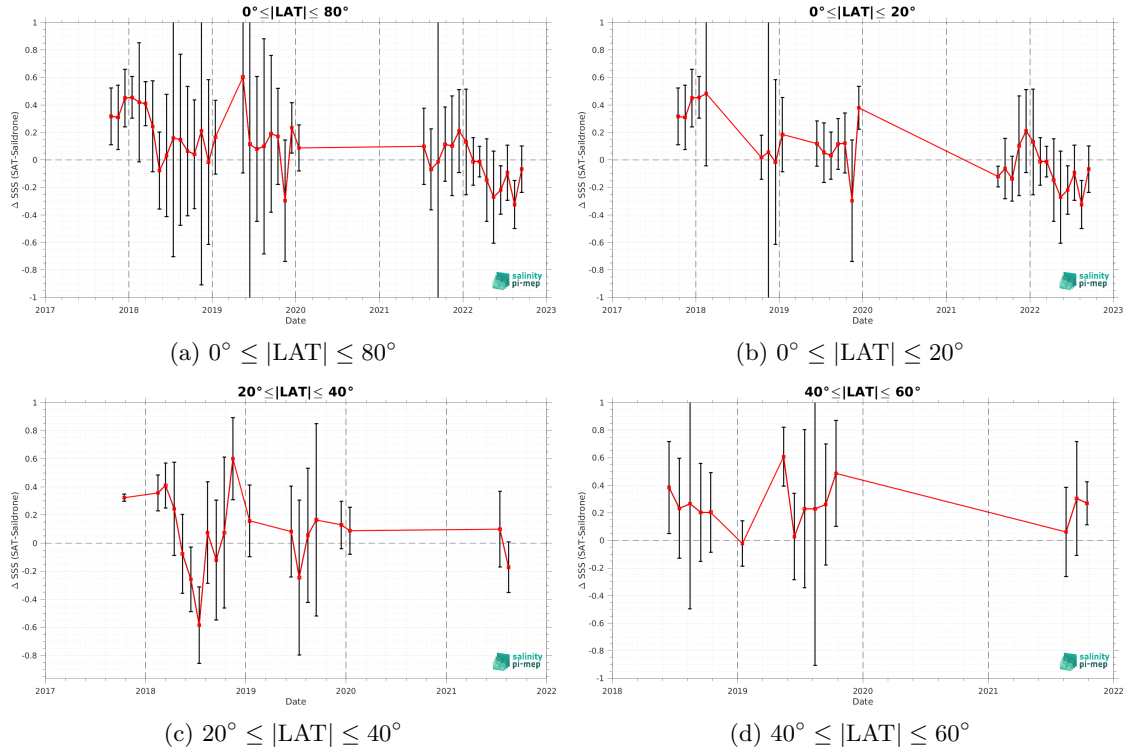 0°≤|LAT|≤ 80°
Δ SSS (SAT-Saildrone)
1
0.8
0.6
0.4
0.2
0
-0.2
-0.4
-0.6
-0.8
-1
2017 2018 2019 2020 2021 2022 2023
Date
salinity
pi-mep
(a) 0° ≤ |LAT| ≤ 80°
0°≤|LAT|≤ 20°
Δ SSS (SAT-Saildrone)
1
0.8
0.6
0.4
0.2
0
-0.2
-0.4
-0.6
-0.8
-1
2017 2018 2019 2020 2021 2022 2023
Date
salinity
pi-mep
(b) 0° ≤ |LAT| ≤ 20°
20°≤|LAT|≤ 40°
Δ SSS (SAT-Saildrone)
1
0.8
0.6
0.4
0.2
0
-0.2
-0.4
-0.6
-0.8
2017 2018 2019 2020 2021 2022
Date
salinity
pi-mep
(c) 20° ≤ |LAT| ≤ 40°
40°≤|LAT|≤ 60°
Δ SSS (SAT-Saildrone)
1
0.8
0.6
0.4
0.2
0
-0.2
-0.4
-0.6
-0.8
-1
2018 2019 2020 2021 2022
Date
salinity
pi-mep
(d) 40° ≤ |LAT| ≤ 60°